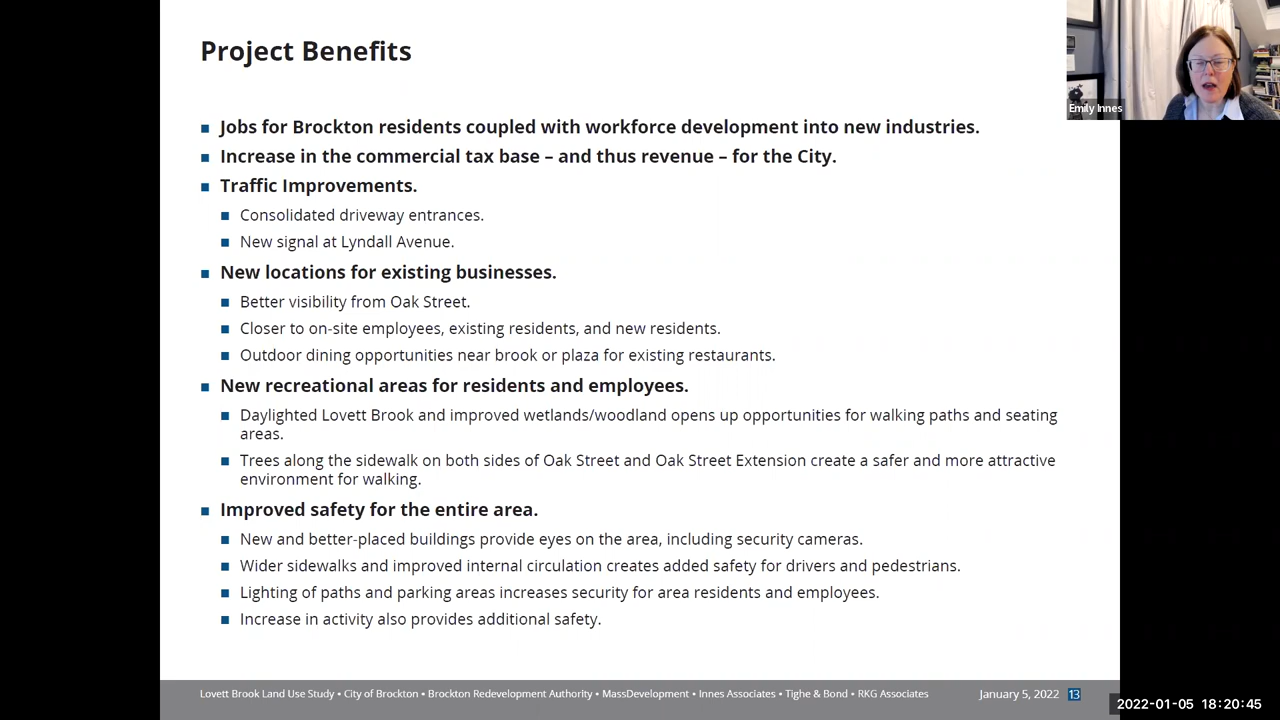 Project Benefits
Emily Innes
Jobs for Brockton residents coupled with workforce development into new industries.
Increase in the commercial tax base – and thus revenue – for the City.
Traffic Improvements.
Consolidated driveway entrances.
New signal at Lyndall Avenue.
New locations for existing businesses.
Better visibility from Oak Street.
Closer to on-site employees, existing residents, and new residents.
Outdoor dining opportunities near brook or plaza for existing restaurants.
New recreational areas for residents and employees.
Daylighted Lovett Brook and improved wetlands/woodland opens up opportunities for walking paths and seating
areas.
Trees along the sidewalk on both sides of Oak Street and Oak Street Extension create a safer and more attractive
environment for walking.
Improved safety for the entire area.
New and better-placed buildings provide eyes on the area, including security cameras.
Wider sidewalks and improved internal circulation creates added safety for drivers and pedestrians.
Lighting of paths and parking areas increases security for area residents and employees.
Increase in activity also provides additional safety.
Lovett Brook Land Use Study • City of Brockton • Brockton Redevelopment Authority • MassDevelopment • Innes Associates • Tighe & Bond • RKG Associates
January 5, 2022 13
2022-01-05 18:20:45